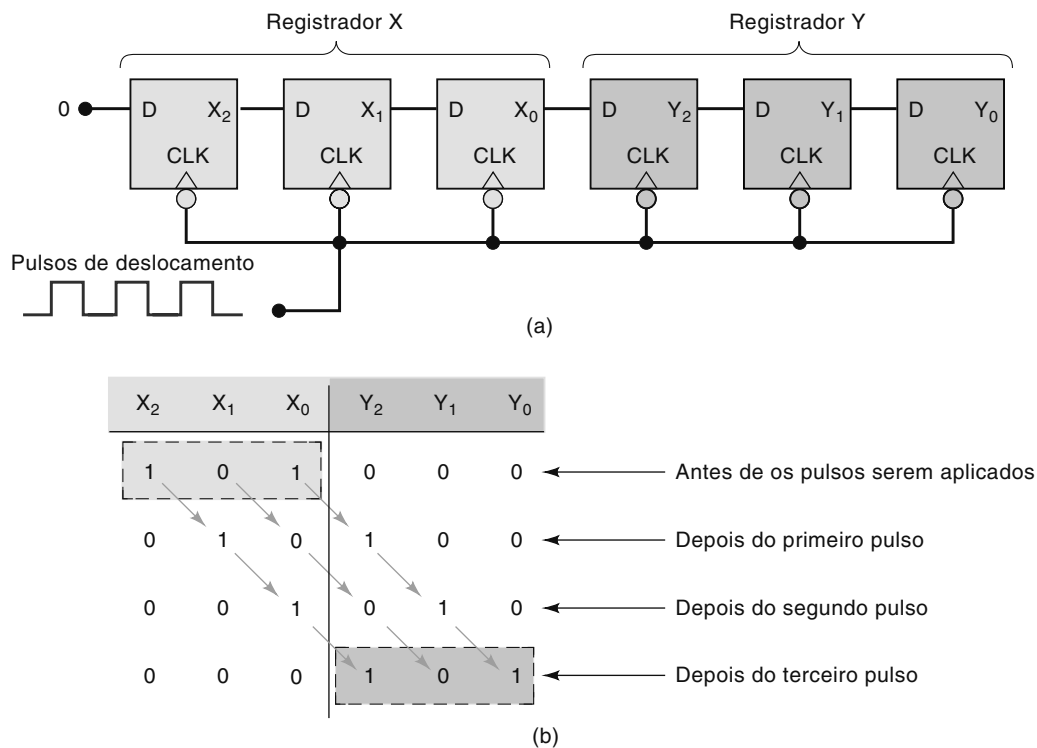 Registrador X Registrador Y
0 D X2 D X1 D X0 D Y2 D Y1 D Y0
CLK CLK CLK CLK CLK CLK
Pulsos de deslocamento
(a)
X2 X1 X0 Y2 Y1 Y0
1 0 1 0 0 0 Antes de os pulsos serem aplicados
0 1 0 1 0 0 Depois do primeiro pulso
0 0 1 0 1 0 Depois do segundo pulso
0 0 0 1 0 1 Depois do terceiro pulso
(b)